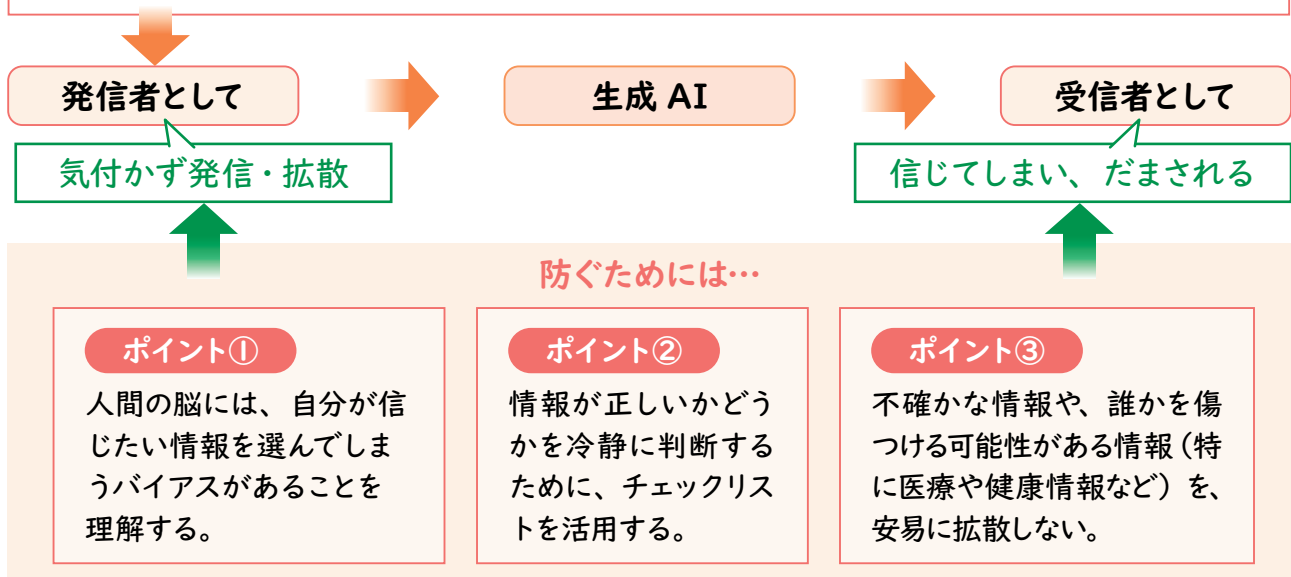 発信者として
生成 AI
受信者として
気付かず発信・拡散
信じてしまい、だまされる
防ぐためには…
ポイント①
人間の脳には、自分が信
じたい情報を選んでしま
うバイアスがあることを
理解する。
ポイント②
情報が正しいかどう
かを冷静に判断する
ために、チェックリス
トを活用する。
ポイント③
不確かな情報や、誰かを傷
つける可能性がある情報（特
に医療や健康情報など）を、
安易に拡散しない。